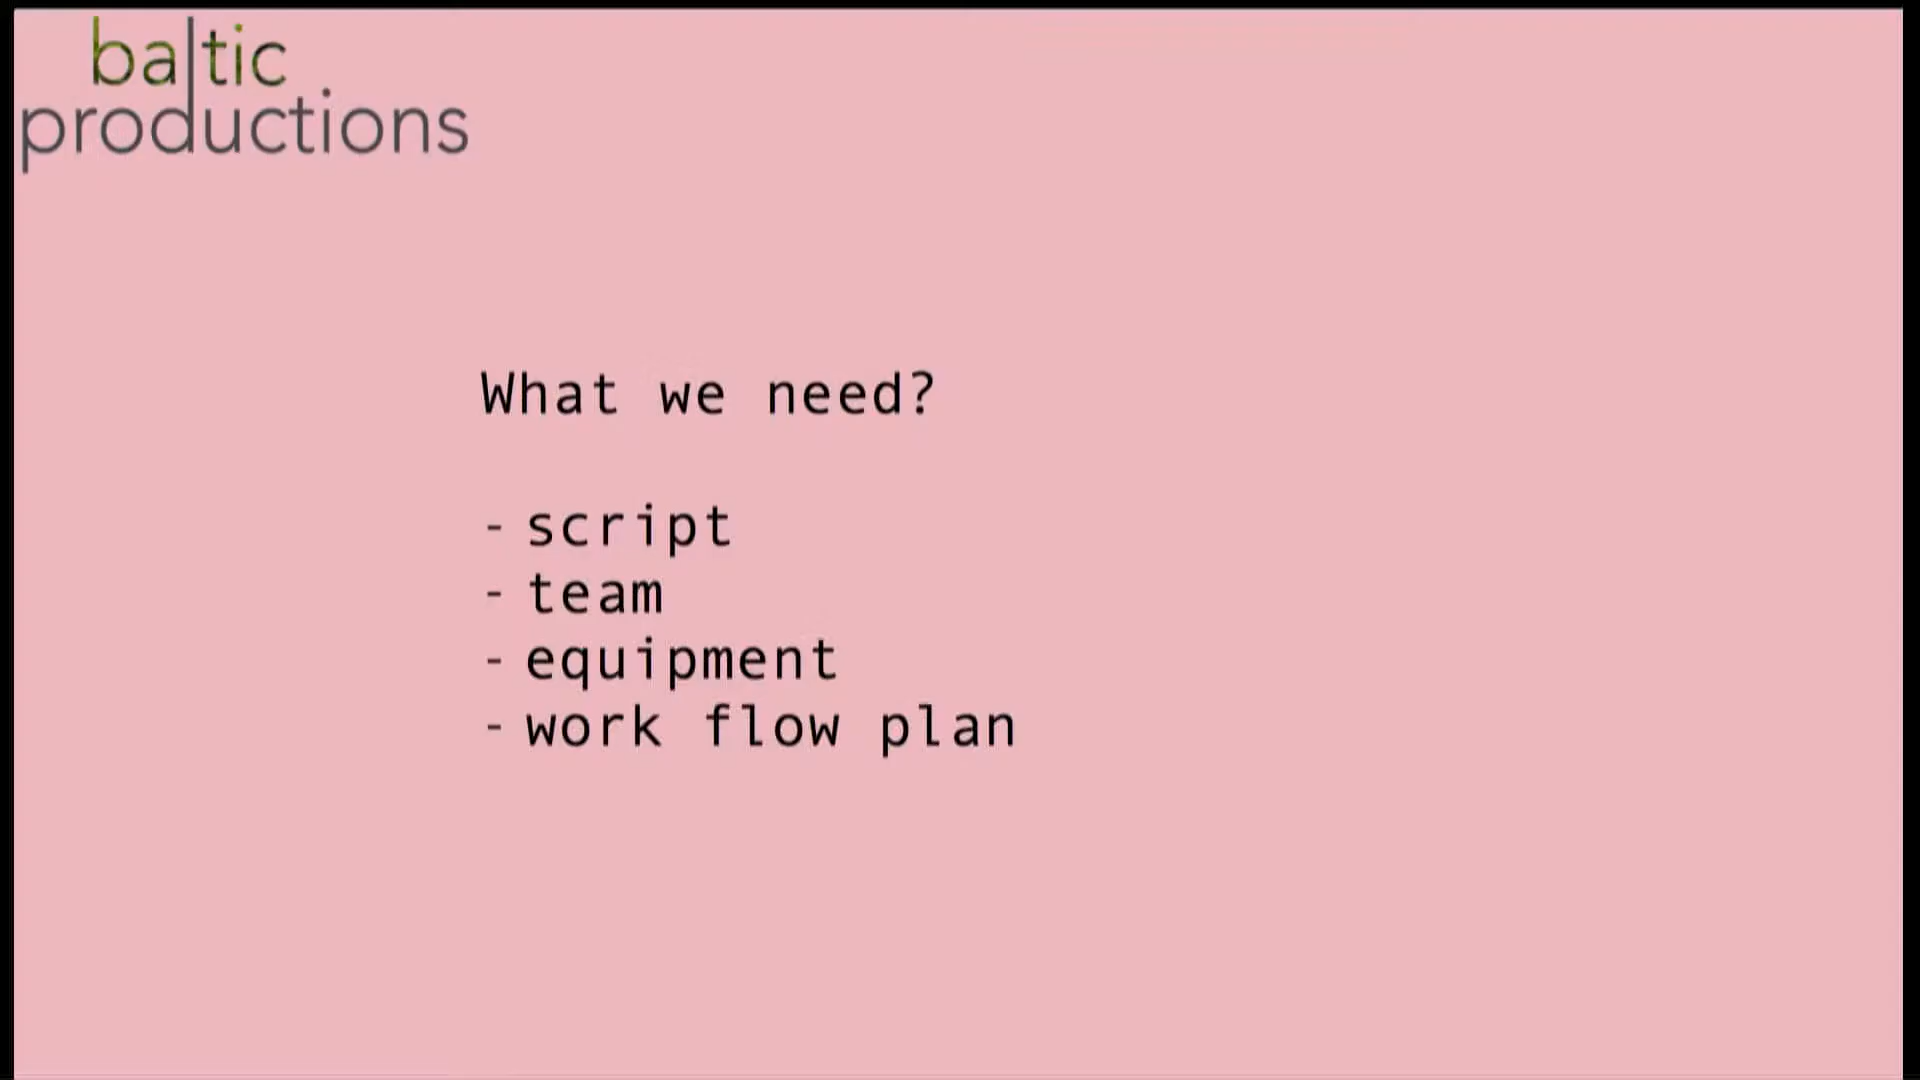 baltic
productions
What we need?
- script
- team
- equipment
- work flow plan